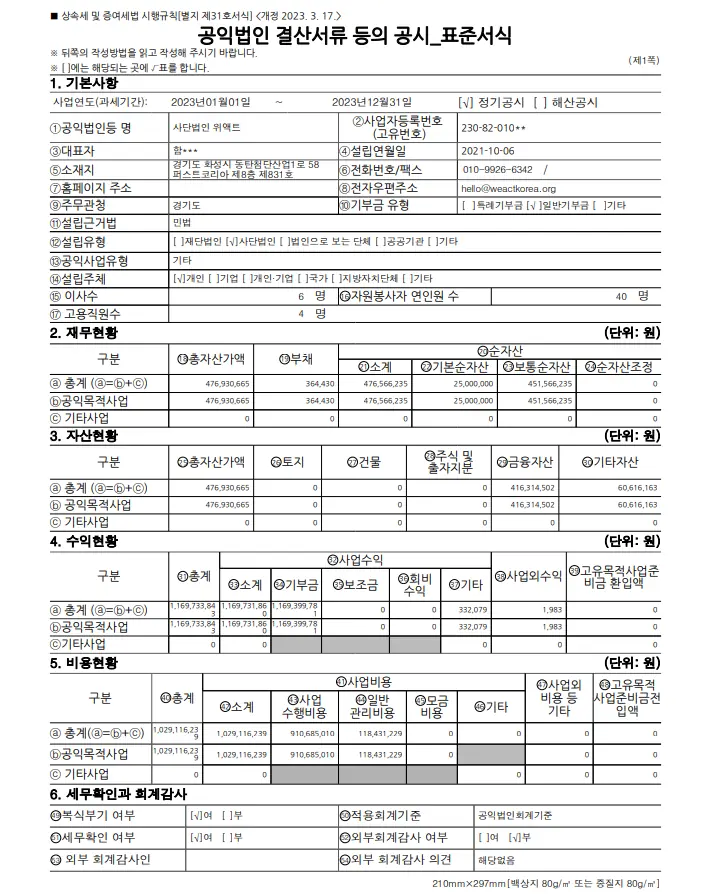 ■ 상속세 및 증여세법 시행규칙[별지 제31호서식] <개정 2023. 3. 17.>
공익법인 결산서류 등의 공시_표준서식
※ 뒤쪽의 작성방법을 읽고 작성해 주시기 바랍니다.
※ [ ]에는 해당되는 곳에 √표를 합니다.
(제1쪽)
1. 기본사항
사업연도(과세기간): 2023년01월01일 ~ 2023년12월31일 [√] 정기공시 [ ] 해산공시
①공익법인등 명 사단법인 위액트 ②사업자등록번호 (고유번호) 230-82-010**
③대표자 함*** ④설립연월일 2021-10-06
⑤소재지 경기도 화성시 동탄첨단산업1로 58 퍼스트코리아 제8층 제831호 ⑥전화번호/팩스 010-9926-6342 /
⑦홈페이지 주소 ⑧전자우편주소 hello@weactkorea.org
⑨주무관청 경기도 ⑩기부금 유형 [ ]특례기부금 [√]일반기부금 [ ]기타
⑪설립근거법 민법
⑫설립유형 [ ]재단법인 [√]사단법인 [ ]법인으로 보는 단체 [ ]공공기관 [ ]기타
⑬공익사업유형 기타
⑭설립주체 [√]개인 [ ]기업 [ ]개인·기업 [ ]국가 [ ]지방자치단체 [ ]기타
⑮ 이사수 6 명 ⑯자원봉사자 연인원 수 40 명
⑰ 고용직원수 4 명
2. 재무현황 (단위: 원)
구분 ⑱총자산가액 ⑲부채 ⑳순자산
㉑소계 ㉒기본순자산 ㉓보통순자산 ㉔순자산조정
ⓐ 총계 (ⓐ=ⓑ+ⓒ) 476,930,665 364,430 476,566,235 25,000,000 451,566,235 0
ⓑ공익목적사업 476,930,665 364,430 476,566,235 25,000,000 451,566,235 0
ⓒ 기타사업 0 0 0 0 0 0
3. 자산현황 (단위: 원)
구분 ㉕총자산가액 ㉖토지 ㉗건물 ㉘주식 및 출자지분 ㉙금융자산 ㉚기타자산
ⓐ 총계 (ⓐ=ⓑ+ⓒ) 476,930,665 0 0 0 416,314,502 60,616,163
ⓑ 공익목적사업 476,930,665 0 0 0 416,314,502 60,616,163
ⓒ 기타사업 0 0 0 0 0 0
4. 수익현황 (단위: 원)
구분 ㉛총계 ㉜사업수익 ㊳사업외수익 ㊴고유목적사업준비금 환입액
㉝소계 ㉞기부금 ㉟보조금 ㊱회비수익 ㊲기타
ⓐ 총계 (ⓐ=ⓑ+ⓒ) 1,169,733,843 1,169,731,860 1,169,399,781 0 0 332,079 1,983 0
ⓑ공익목적사업 1,169,733,843 1,169,731,860 1,169,399,781 0 0 332,079 1,983 0
ⓒ기타사업 0 0 0 0 0
5. 비용현황 (단위: 원)
구분 ㊵총계 ㊶사업비용 ㊼사업외비용 등 기타 ㊽고유목적사업준비금전입액
㊷소계 ㊸사업수행비용 ㊹일반관리비용 ㊺모금비용 ㊻기타
ⓐ 총계(ⓐ=ⓑ+ⓒ) 1,029,116,239 1,029,116,239 910,685,010 118,431,229 0 0 0 0
ⓑ공익목적사업 1,029,116,239 1,029,116,239 910,685,010 118,431,229 0 0 0
ⓒ 기타사업 0 0 0 0 0
6. 세무확인과 회계감사
㊾복식부기 여부 [√]여 [ ]부 ㊿적용회계기준 공익법인회계기준
51세무확인 여부 [√]여 [ ]부 52외부회계감사 여부 [ ]여 [√]부
53 외부 회계감사인 54외부 회계감사 의견 해당없음
210mm×297mm[백상지 80g/㎡ 또는 중질지 80g/㎡]